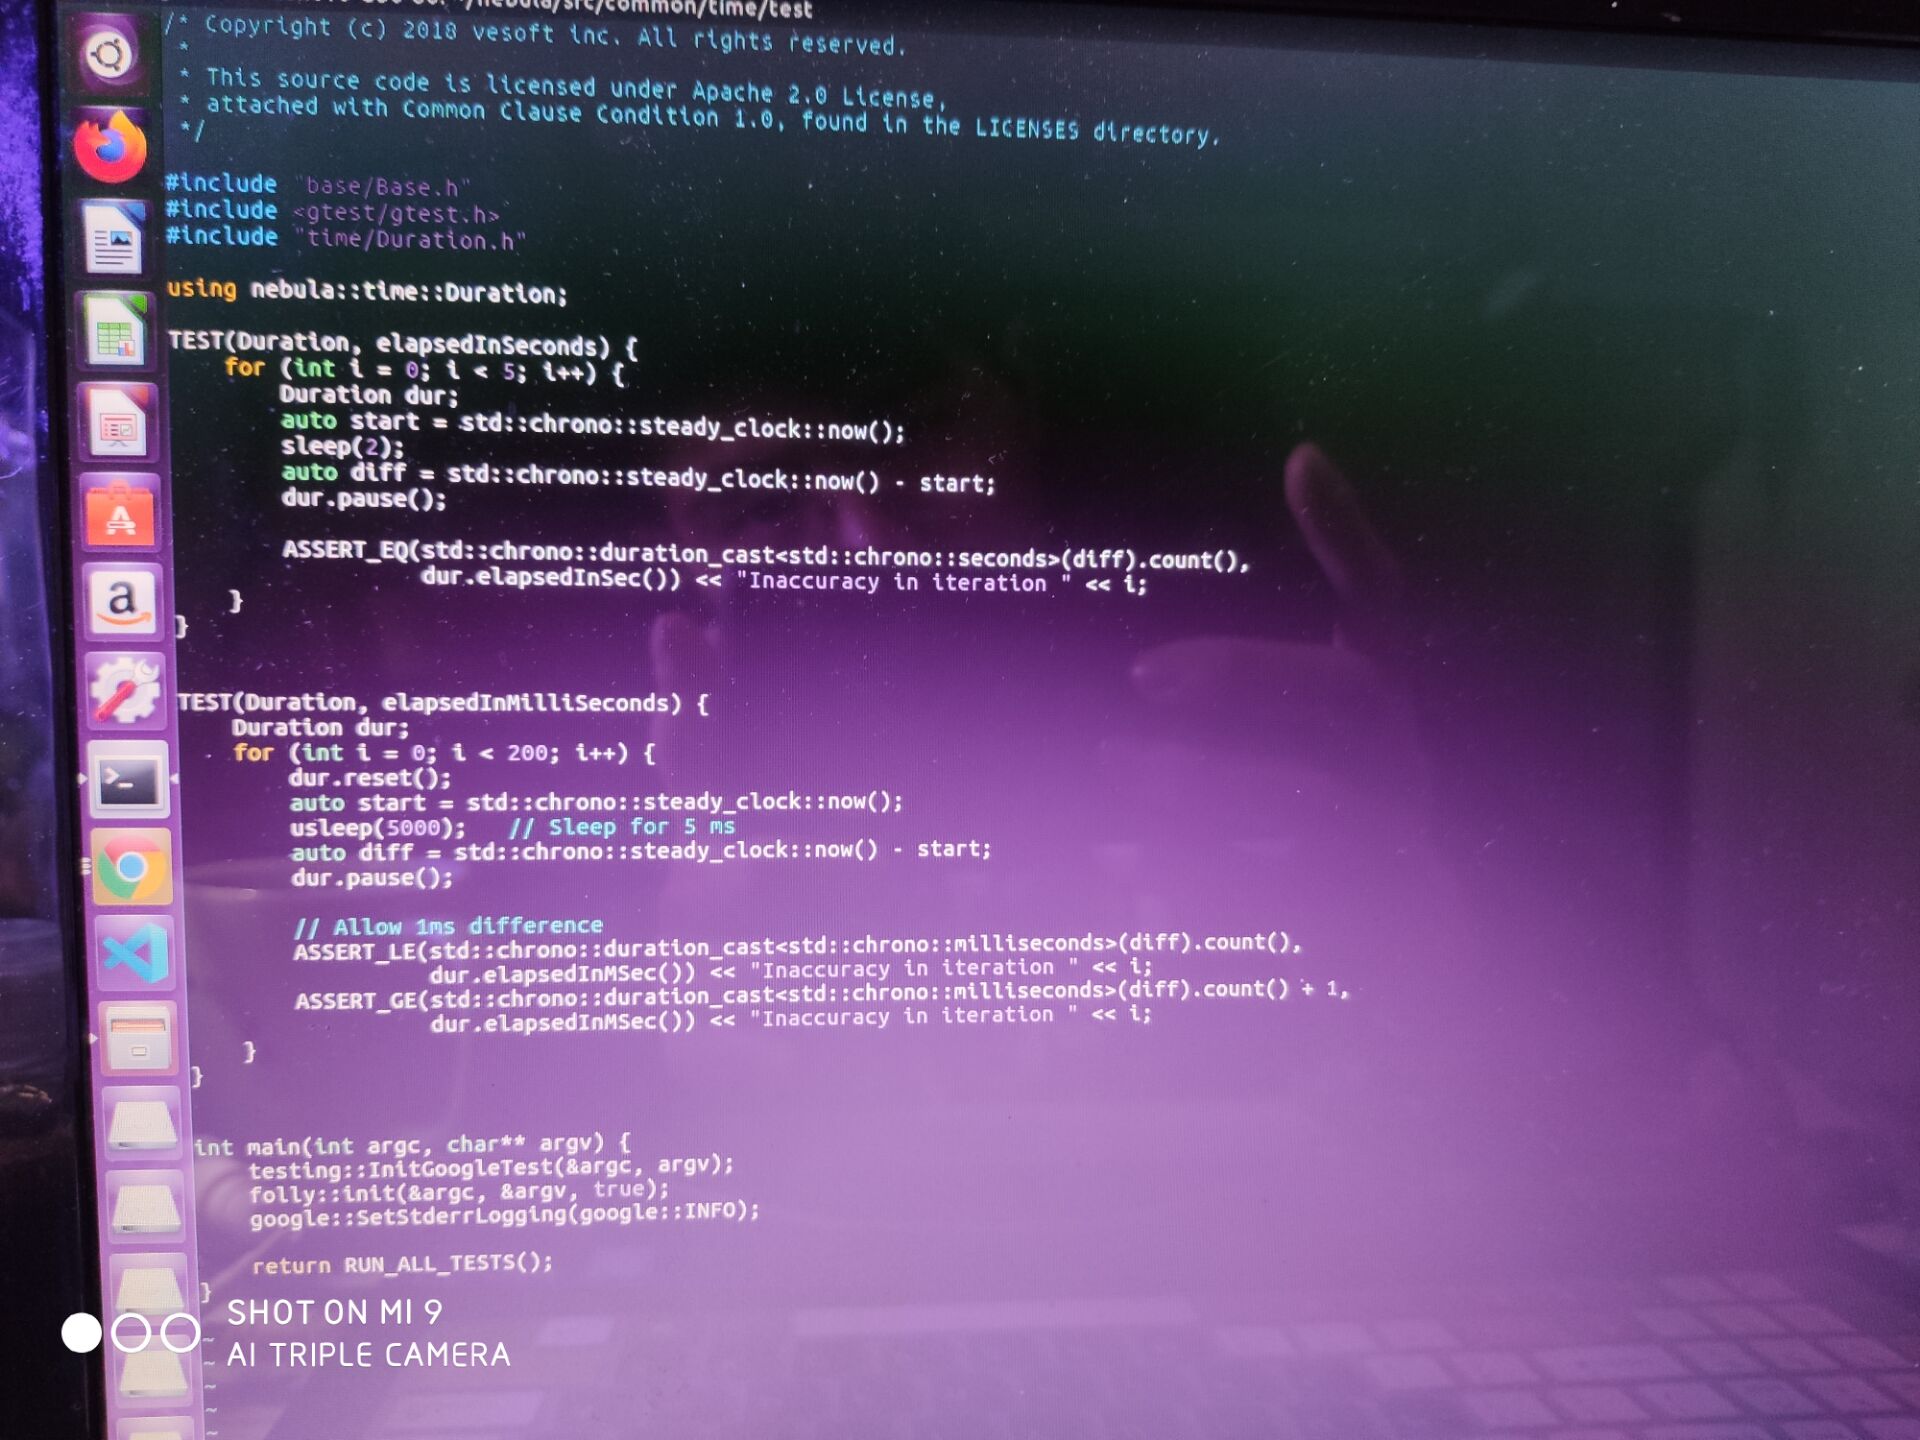 /nebula/src/common/time/test
/* Copyright (c) 2018 vesoft inc. All rights reserved.
 *
 * This source code is licensed under Apache 2.0 License,
 * attached with Common Clause Condition 1.0, found in the LICENSES directory.
 */
#include "base/Base.h"
#include <gtest/gtest.h>
#include "time/Duration.h"
using nebula::time::Duration;
TEST(Duration, elapsedInSeconds) {
    for (int i = 0; i < 5; i++) {
        Duration dur;
        auto start = std::chrono::steady_clock::now();
        sleep(2);
        auto diff = std::chrono::steady_clock::now() - start;
        dur.pause();
        ASSERT_EQ(std::chrono::duration_cast<std::chrono::seconds>(diff).count(),
                  dur.elapsedInSec()) << "Inaccuracy in iteration " << i;
    }
}
TEST(Duration, elapsedInMilliSeconds) {
    Duration dur;
    for (int i = 0; i < 200; i++) {
        dur.reset();
        auto start = std::chrono::steady_clock::now();
        usleep(5000);   // Sleep for 5 ms
        auto diff = std::chrono::steady_clock::now() - start;
        dur.pause();
        // Allow 1ms difference
        ASSERT_LE(std::chrono::duration_cast<std::chrono::milliseconds>(diff).count(),
                  dur.elapsedInMSec()) << "Inaccuracy in iteration " << i;
        ASSERT_GE(std::chrono::duration_cast<std::chrono::milliseconds>(diff).count() + 1,
                  dur.elapsedInMSec()) << "Inaccuracy in iteration " << i;
    }
}
int main(int argc, char** argv) {
    testing::InitGoogleTest(&argc, argv);
    folly::init(&argc, &argv, true);
    google::SetStderrLogging(google::INFO);
    return RUN_ALL_TESTS();
}
~
~
~
~
~
SHOT ON MI 9
AI TRIPLE CAMERA